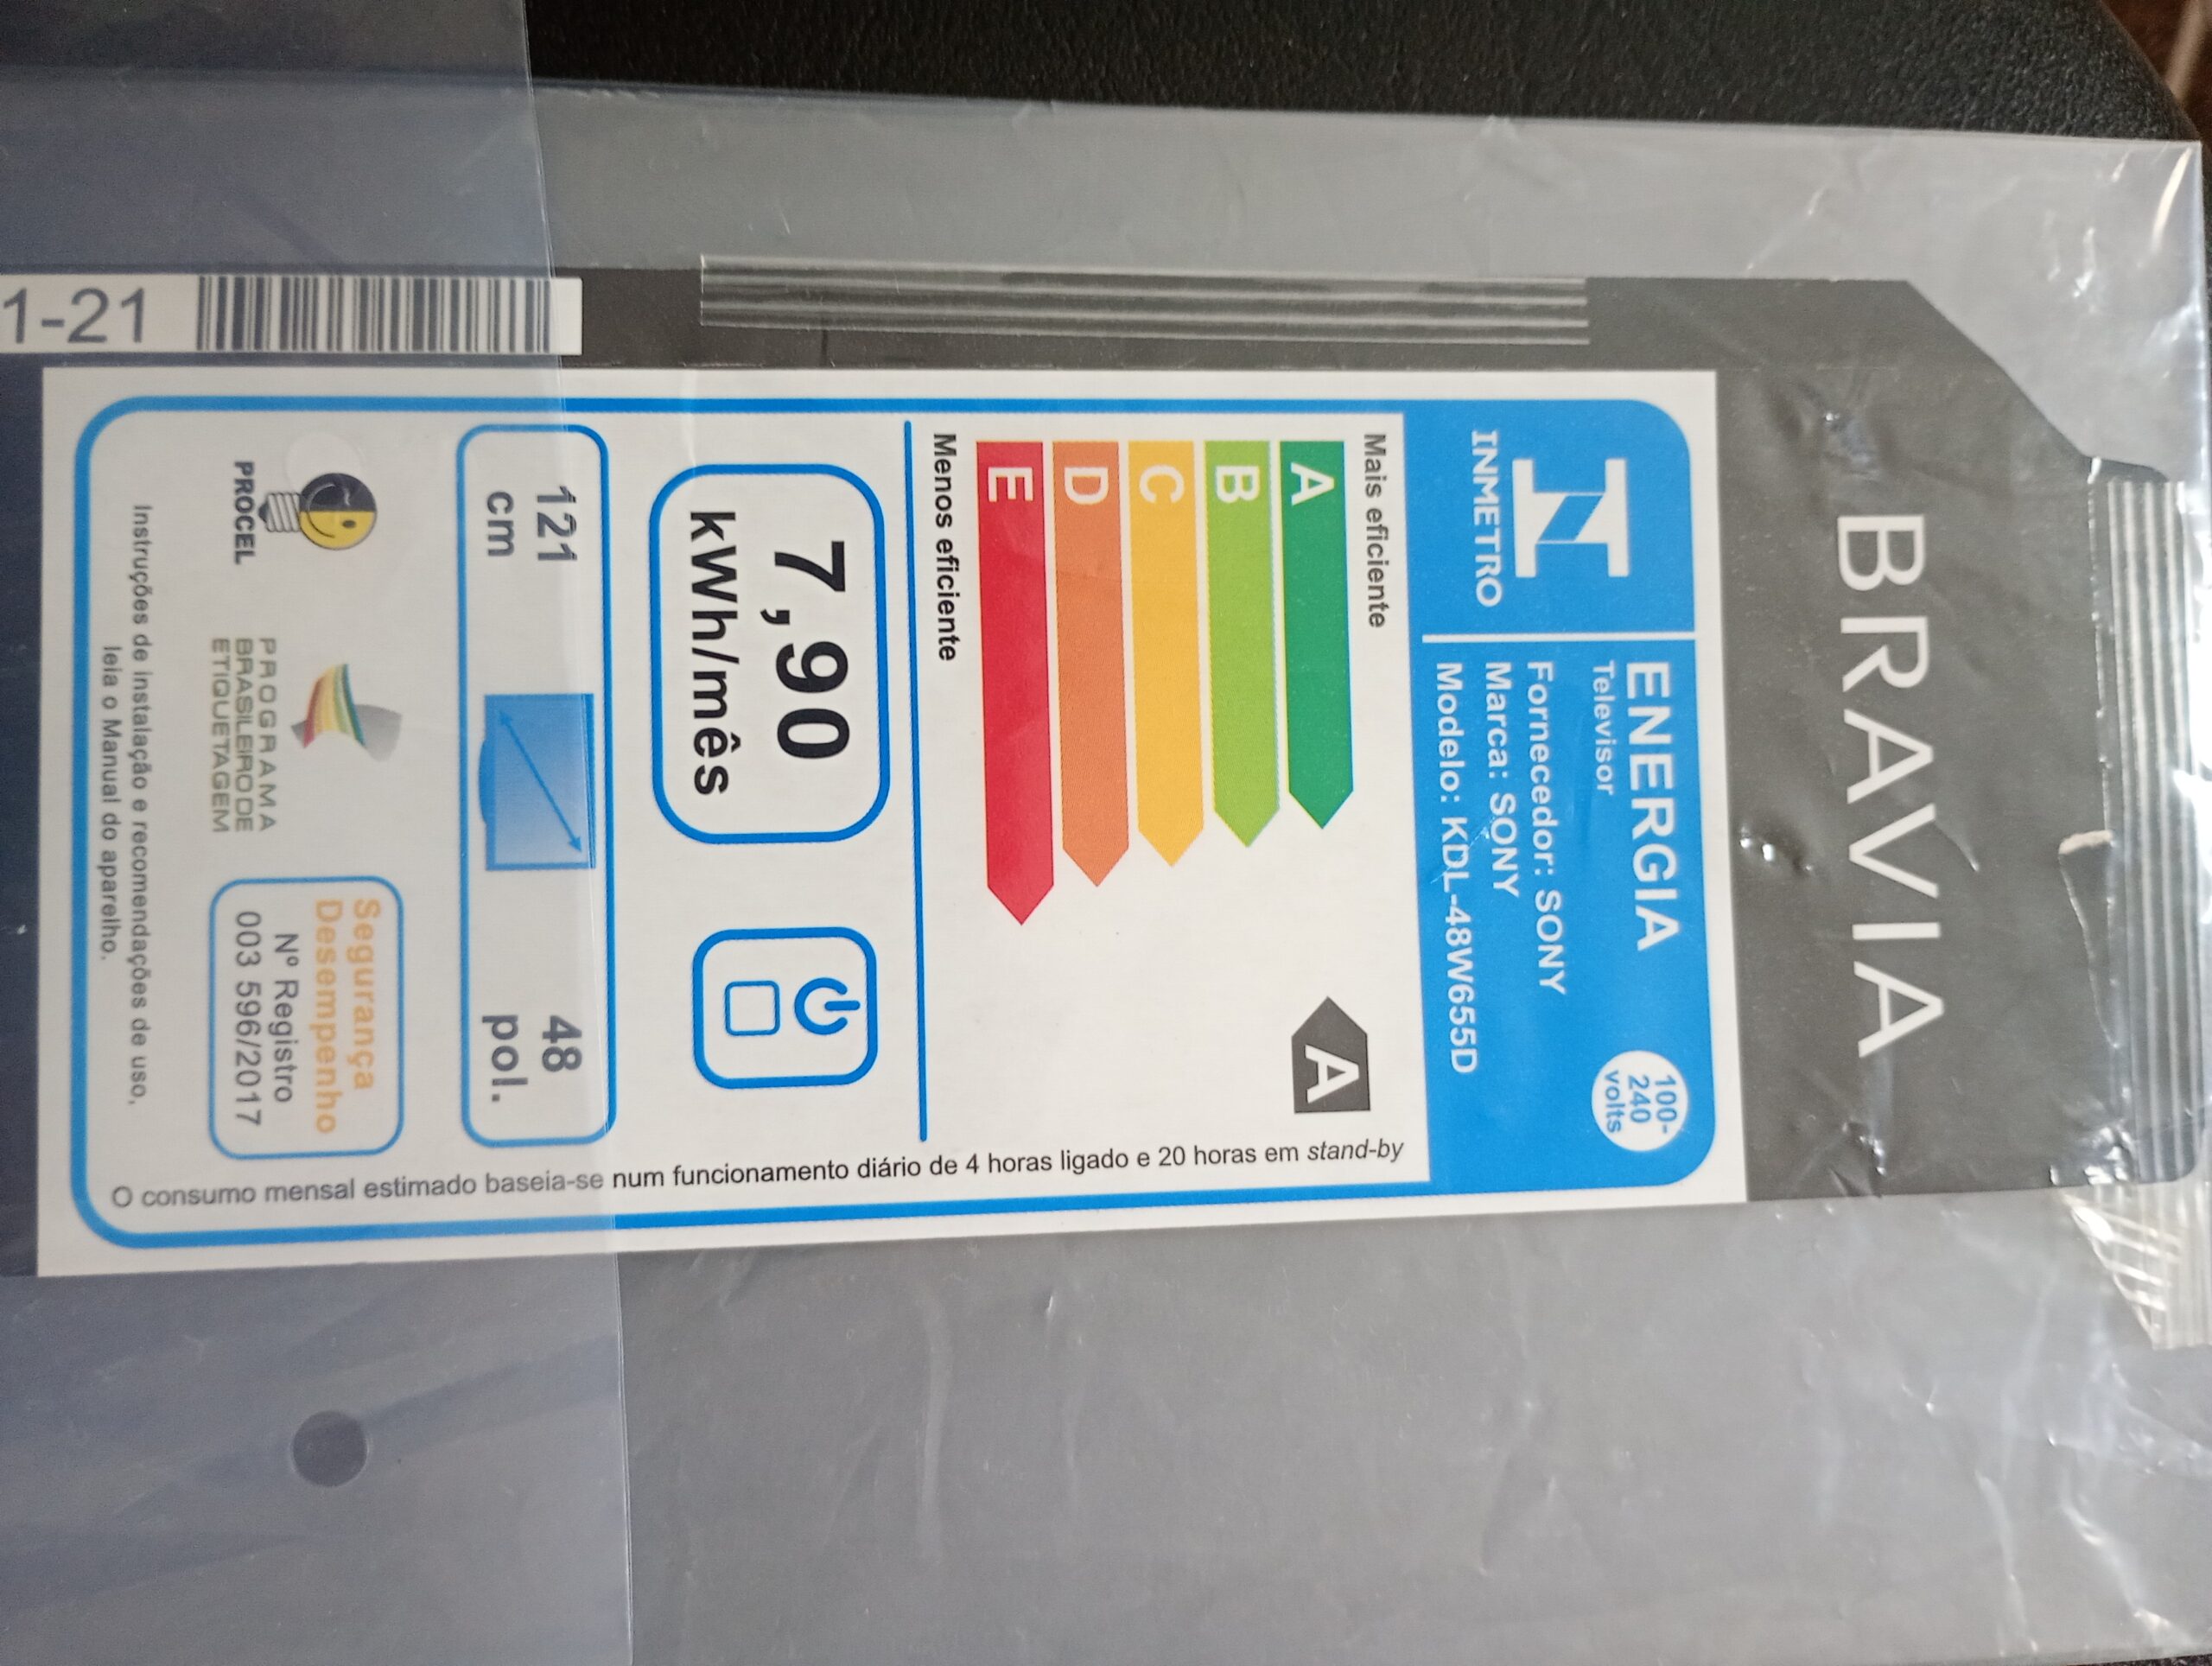 BRAVIA
INMETRO
ENERGIA
Televisor
100-
240
volts
Fornecedor: SONY
Marca: SONY
Modelo: KDL-48W655D
Mais eficiente
A
B
C
D
E
A
Menos eficiente
7,90
kWh/mês
121
cm
48
pol.
PROCEL
PROGRAMA
BRASILEIRO DE
ETIQUETAGEM
Segurança
Desempenho
Nº Registro
003 596/2017
Instruções de instalação e recomendações de uso,
leia o Manual do aparelho.
O consumo mensal estimado baseia-se num funcionamento diário de 4 horas ligado e 20 horas em stand-by
1-21